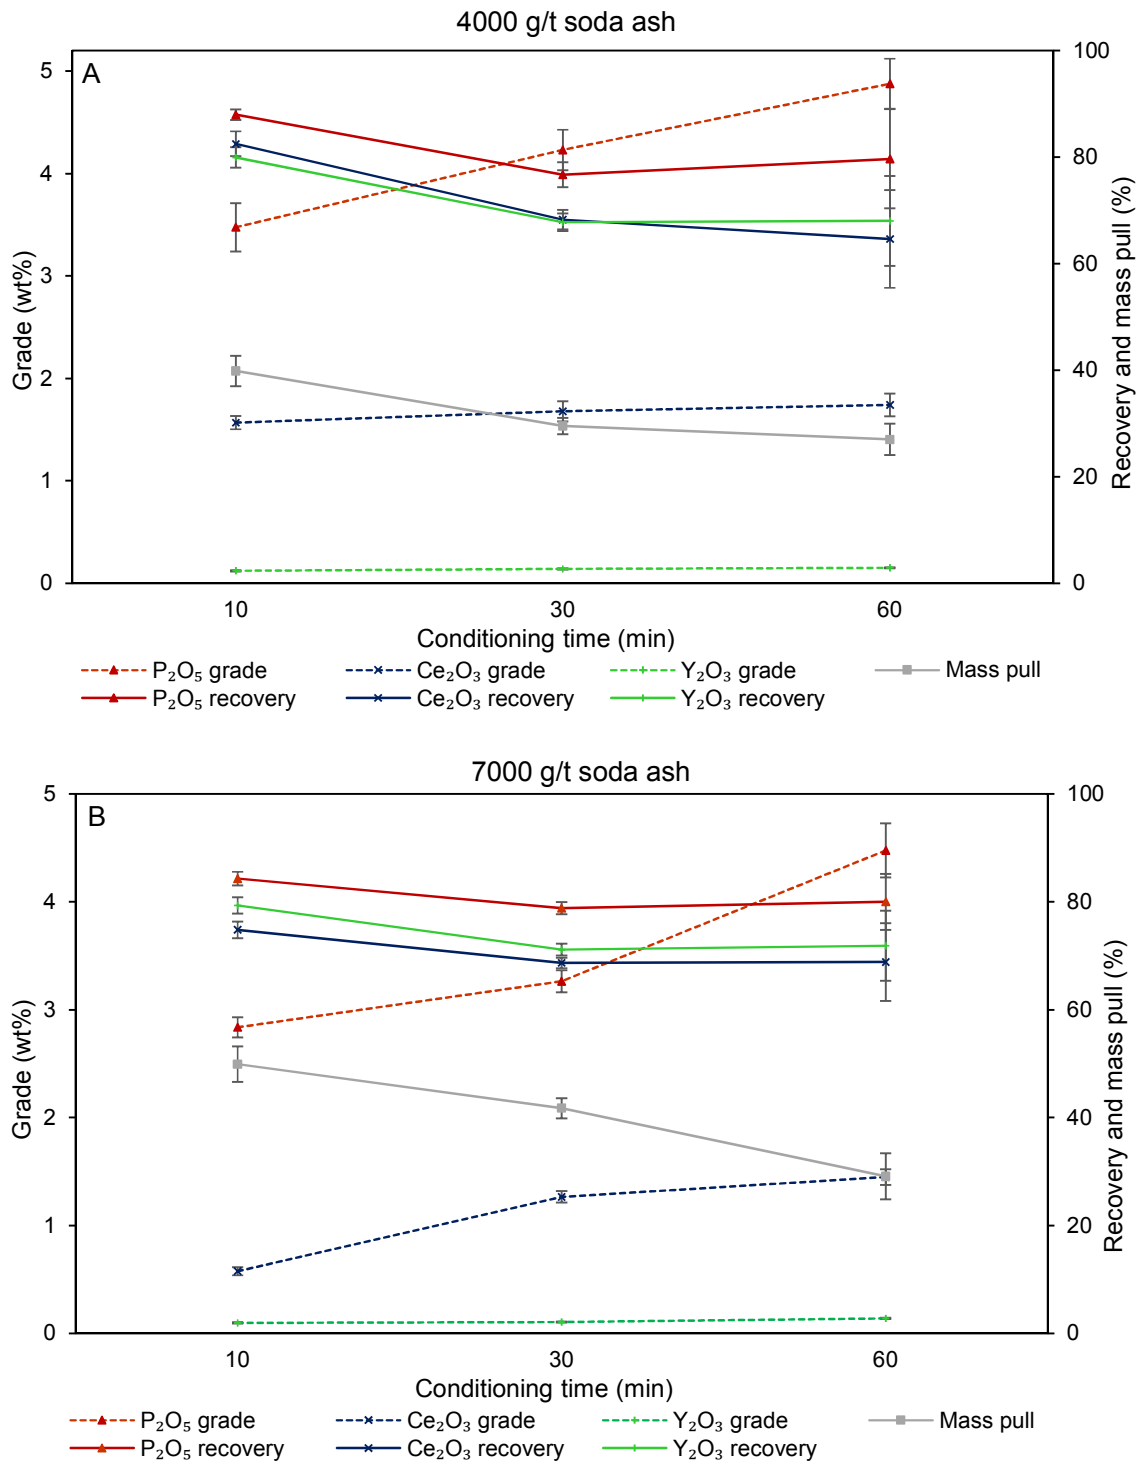 4000 g/t soda ash
A
5
4
3
2
1
0
Grade (wt%)
100
80
60
40
20
0
Recovery and mass pull (%)
10 30 60
Conditioning time (min)
P₂O₅ grade Ce₂O₃ grade Y₂O₃ grade Mass pull
P₂O₅ recovery Ce₂O₃ recovery Y₂O₃ recovery
7000 g/t soda ash
B
5
4
3
2
1
0
Grade (wt%)
100
80
60
40
20
0
Recovery and mass pull (%)
10 30 60
Conditioning time (min)
P₂O₅ grade Ce₂O₃ grade Y₂O₃ grade Mass pull
P₂O₅ recovery Ce₂O₃ recovery Y₂O₃ recovery